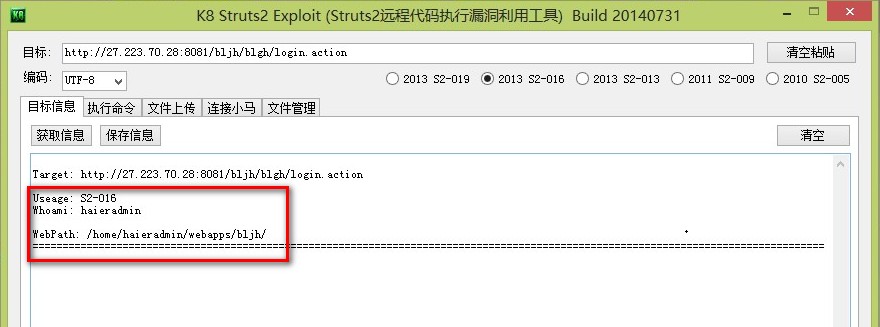 K8 Struts2 Exploit (Struts2远程代码执行漏洞利用工具) Build 20140731
目标: http://27.223.70.28:8081/bljh/blgh/login.action 清空粘贴
编码: UTF-8 2013 S2-019 2013 S2-016 2013 S2-013 2011 S2-009 2010 S2-005
目标信息 执行命令 文件上传 连接小马 文件管理
获取信息 保存信息 清空
Target: http://27.223.70.28:8081/bljh/blgh/login.action
Useage: S2-016
Whoami: haieradmin
WebPath: /home/haieradmin/webapps/bljh/